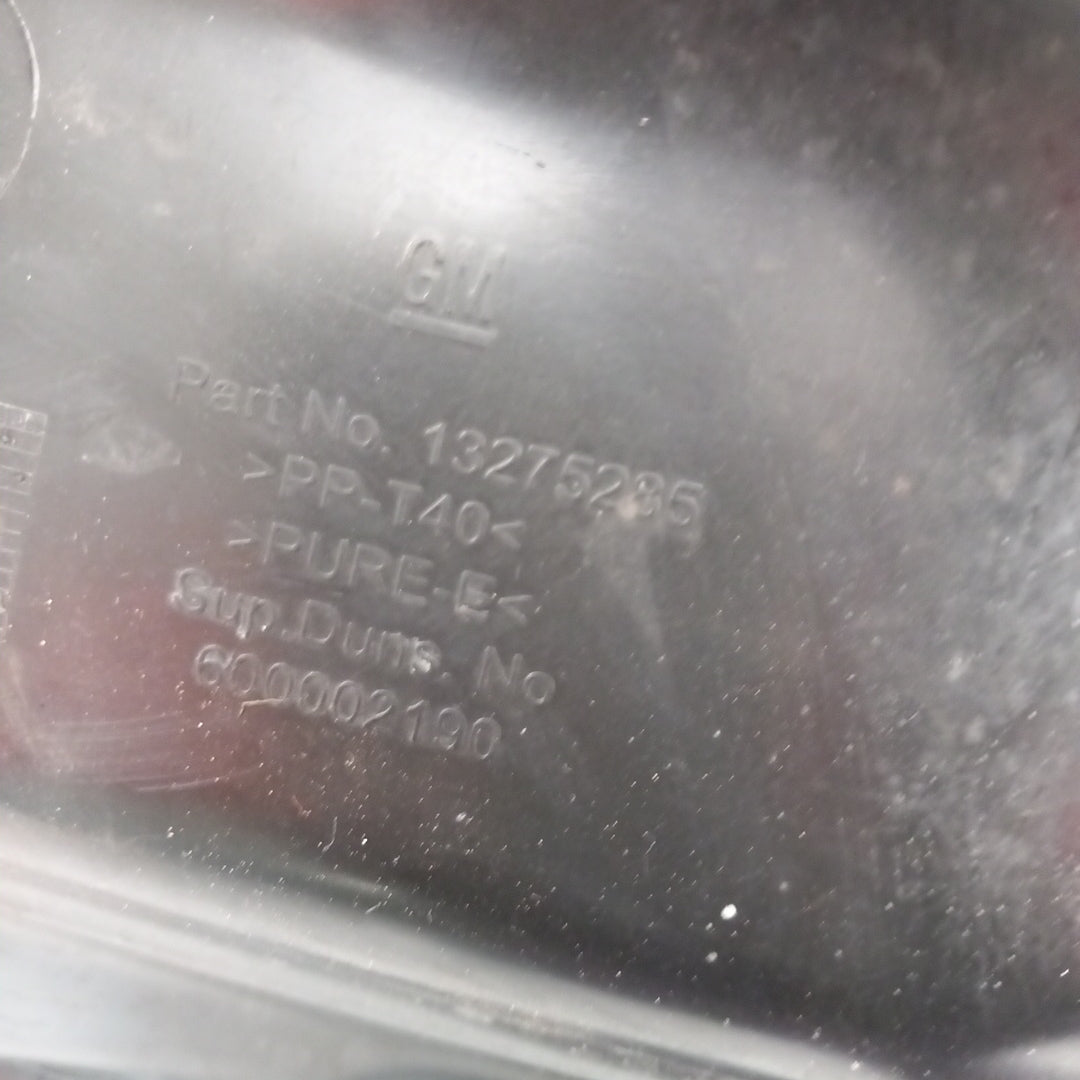 GM
Part No. 13275285
>PP-T40<
>PURE-E<
Sup.Duns. No
600002190